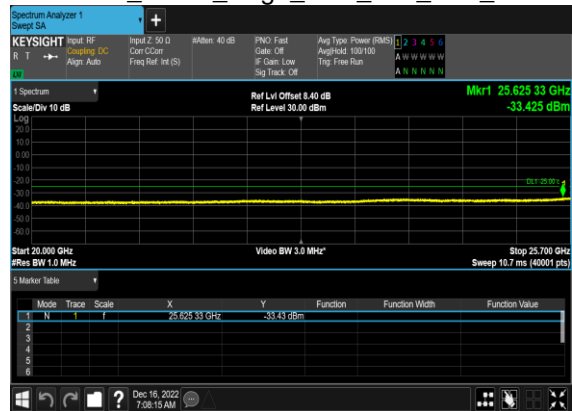 Spectrum Analyzer 1
Swept SA
+
KEYSIGHT
R T
LW
Input: RF
Coupling: DC
Align: Auto
Input Z: 50 Ω
Corr CCorr
Freq Ref: Int (S)
#Atten: 40 dB
PNO: Fast
Gate: Off
IF Gain: Low
Sig Track: Off
Avg Type: Power (RMS)
Avg|Hold: 100/100
Trig: Free Run
1 2 3 4 5 6
A W W W W W
A N N N N N
1 Spectrum
Scale/Div 10 dB
Ref Lvl Offset 8.40 dB
Ref Level 30.00 dBm
Mkr1 25.625 33 GHz
-33.425 dBm
Log
20.0
10.0
0.00
-10.0
-20.0
DL1 -25.00
-30.0
-40.0
-50.0
-60.0
Start 20.000 GHz
#Res BW 1.0 MHz
Video BW 3.0 MHz*
Stop 25.700 GHz
Sweep 10.7 ms (40001 pts)
5 Marker Table
Mode Trace Scale X Y Function Function Width Function Value
1 N 1 f 25.625 33 GHz -33.43 dBm
2
3
4
5
6
?
Dec 16, 2022
7:08:15 AM